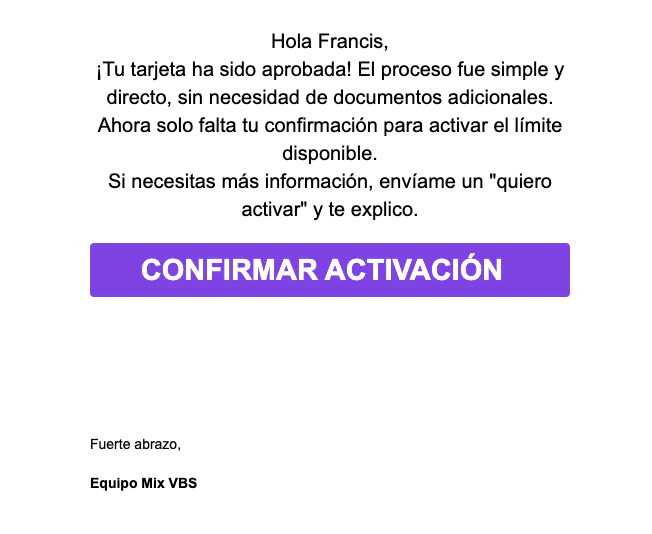 Hola Francis,
¡Tu tarjeta ha sido aprobada! El proceso fue simple y
directo, sin necesidad de documentos adicionales.
Ahora solo falta tu confirmación para activar el límite
disponible.
Si necesitas más información, envíame un "quiero
activar" y te explico.
CONFIRMAR ACTIVACIÓN
Fuerte abrazo,
Equipo Mix VBS